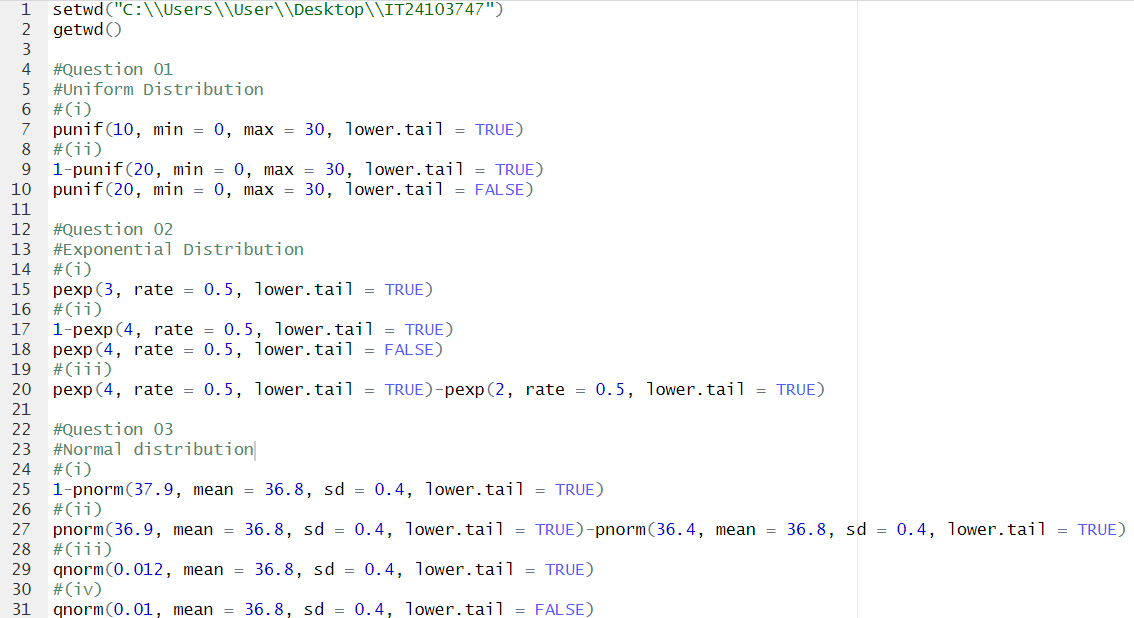 1 setwd("C:\\Users\\User\\Desktop\\IT24103747")
2 getwd()
3
4 #Question 01
5 #Uniform Distribution
6 #(i)
7 punif(10, min = 0, max = 30, lower.tail = TRUE)
8 #(ii)
9 1-punif(20, min = 0, max = 30, lower.tail = TRUE)
10 punif(20, min = 0, max = 30, lower.tail = FALSE)
11
12 #Question 02
13 #Exponential Distribution
14 #(i)
15 pexp(3, rate = 0.5, lower.tail = TRUE)
16 #(ii)
17 1-pexp(4, rate = 0.5, lower.tail = TRUE)
18 pexp(4, rate = 0.5, lower.tail = FALSE)
19 #(iii)
20 pexp(4, rate = 0.5, lower.tail = TRUE)-pexp(2, rate = 0.5, lower.tail = TRUE)
21
22 #Question 03
23 #Normal distribution
24 #(i)
25 1-pnorm(37.9, mean = 36.8, sd = 0.4, lower.tail = TRUE)
26 #(ii)
27 pnorm(36.9, mean = 36.8, sd = 0.4, lower.tail = TRUE)-pnorm(36.4, mean = 36.8, sd = 0.4, lower.tail = TRUE)
28 #(iii)
29 qnorm(0.012, mean = 36.8, sd = 0.4, lower.tail = TRUE)
30 #(iv)
31 qnorm(0.01, mean = 36.8, sd = 0.4, lower.tail = FALSE)